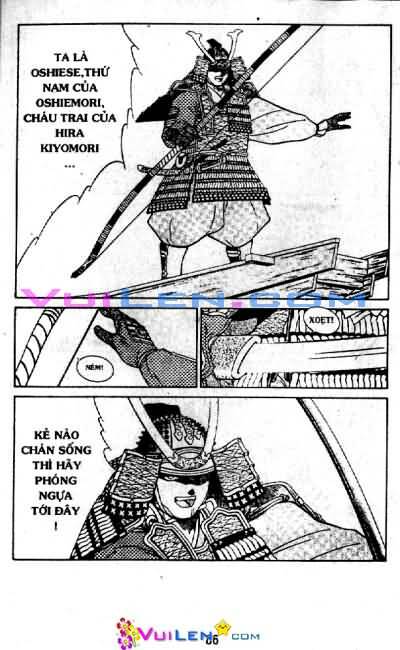 TA LÀ
OSHIESE,THỨ
NAM CỦA
OSHIEMORI,
CHÁU TRAI CỦA
HIRA
KIYOMORI
...
VUILEN.COM
NÉM!
XOẸT!
KẺ NÀO
CHÁN SỐNG
THÌ HÃY
PHÓNG
NGỰA
TỚI ĐÂY
!
86
VUILEN.COM